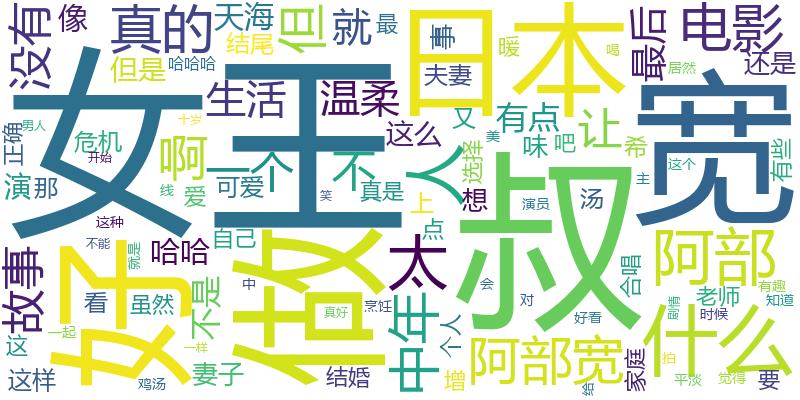 没有
像
真的
天海
结尾
但
就
最
事
日本
暖
喝
最后
电影
还是
但是
哈哈哈
夫妻
居然
女王
生活
温柔
有点
让
宽
正确
男人
危机
十岁
啊
一个
不
这么
人
又
美
味
吧
选择
希
有些
开始
演
那
线
爱
可爱
真是
笑
上
想
叔
汤
演员
这个
主
故事
这种
不能
哈哈
自己
太
点
合唱
阿部
好
就是
不是
做
中
中年
会
对
老师
有趣
知道
看
虽然
真好
烹饪
个人
好看
什么
剧情
时候
这
一起
一样
阿部宽
家庭
拍
这样
鸡汤
妻子
结婚
增
给
平淡
觉得
要